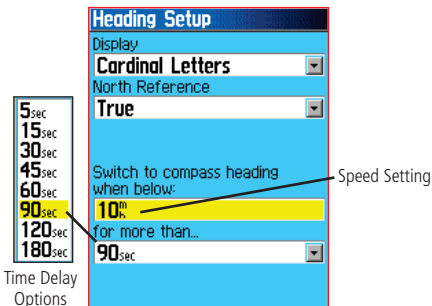 Heading Setup
Display
Cardinal Letters
North Reference
True
Switch to compass heading
when below:
10 m/h
for more than...
90sec
5sec
15sec
30sec
45sec
60sec
90sec
120sec
180sec
Time Delay
Options
Speed Setting